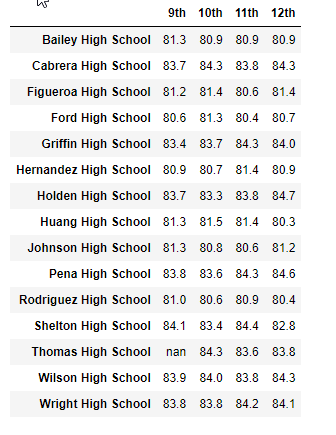 9th 10th 11th 12th
Bailey High School 81.3 80.9 80.9 80.9
Cabrera High School 83.7 84.3 83.8 84.3
Figueroa High School 81.2 81.4 80.6 81.4
Ford High School 80.6 81.3 80.4 80.7
Griffin High School 83.4 83.7 84.3 84.0
Hernandez High School 80.9 80.7 81.4 80.9
Holden High School 83.7 83.3 83.8 84.7
Huang High School 81.3 81.5 81.4 80.3
Johnson High School 81.3 80.8 80.6 81.2
Pena High School 83.8 83.6 84.3 84.6
Rodriguez High School 81.0 80.6 80.9 80.4
Shelton High School 84.1 83.4 84.4 82.8
Thomas High School nan 84.3 83.6 83.8
Wilson High School 83.9 84.0 83.8 84.3
Wright High School 83.8 83.8 84.2 84.1